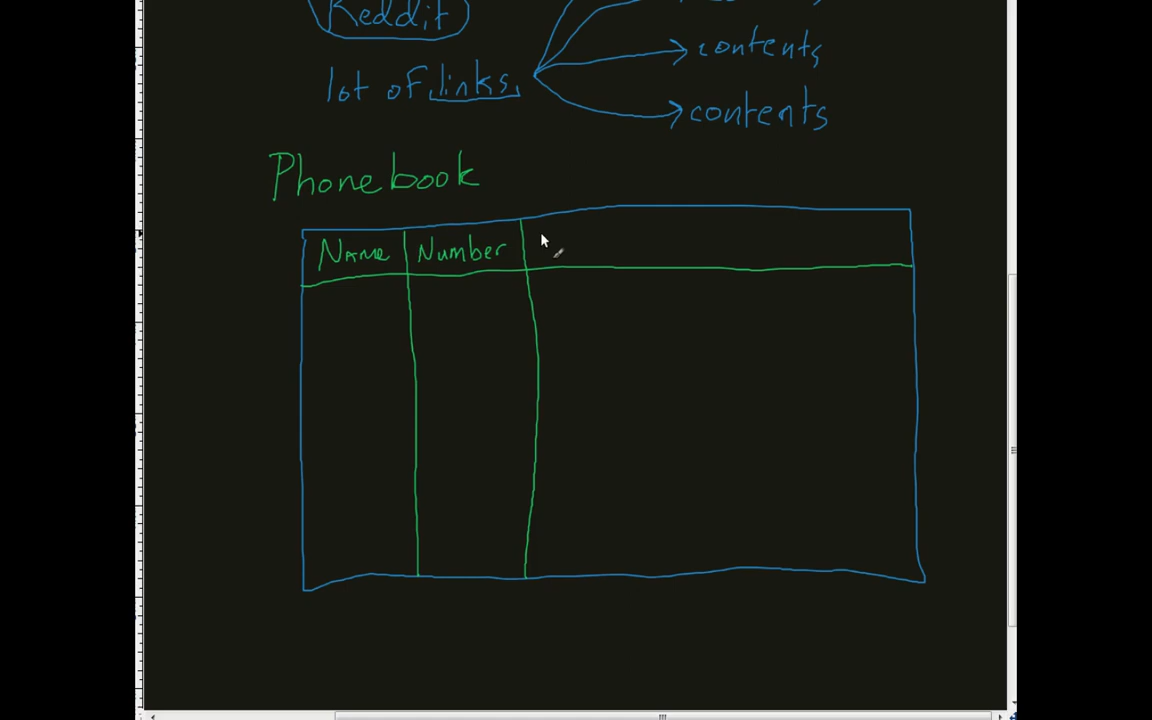 Reddit
contents
lot of links
contents
Phonebook
Name Number